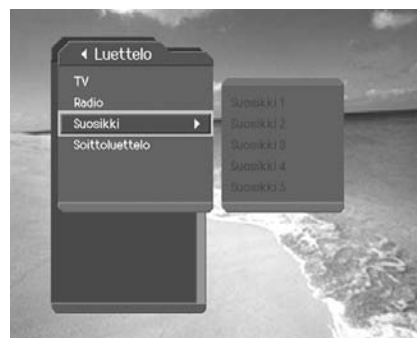 Luettelo
TV
Radio
Suosikki
Soittoluettelo
Suosikki 1
Suosikki 2
Suosikki 3
Suosikki 4
Suosikki 5